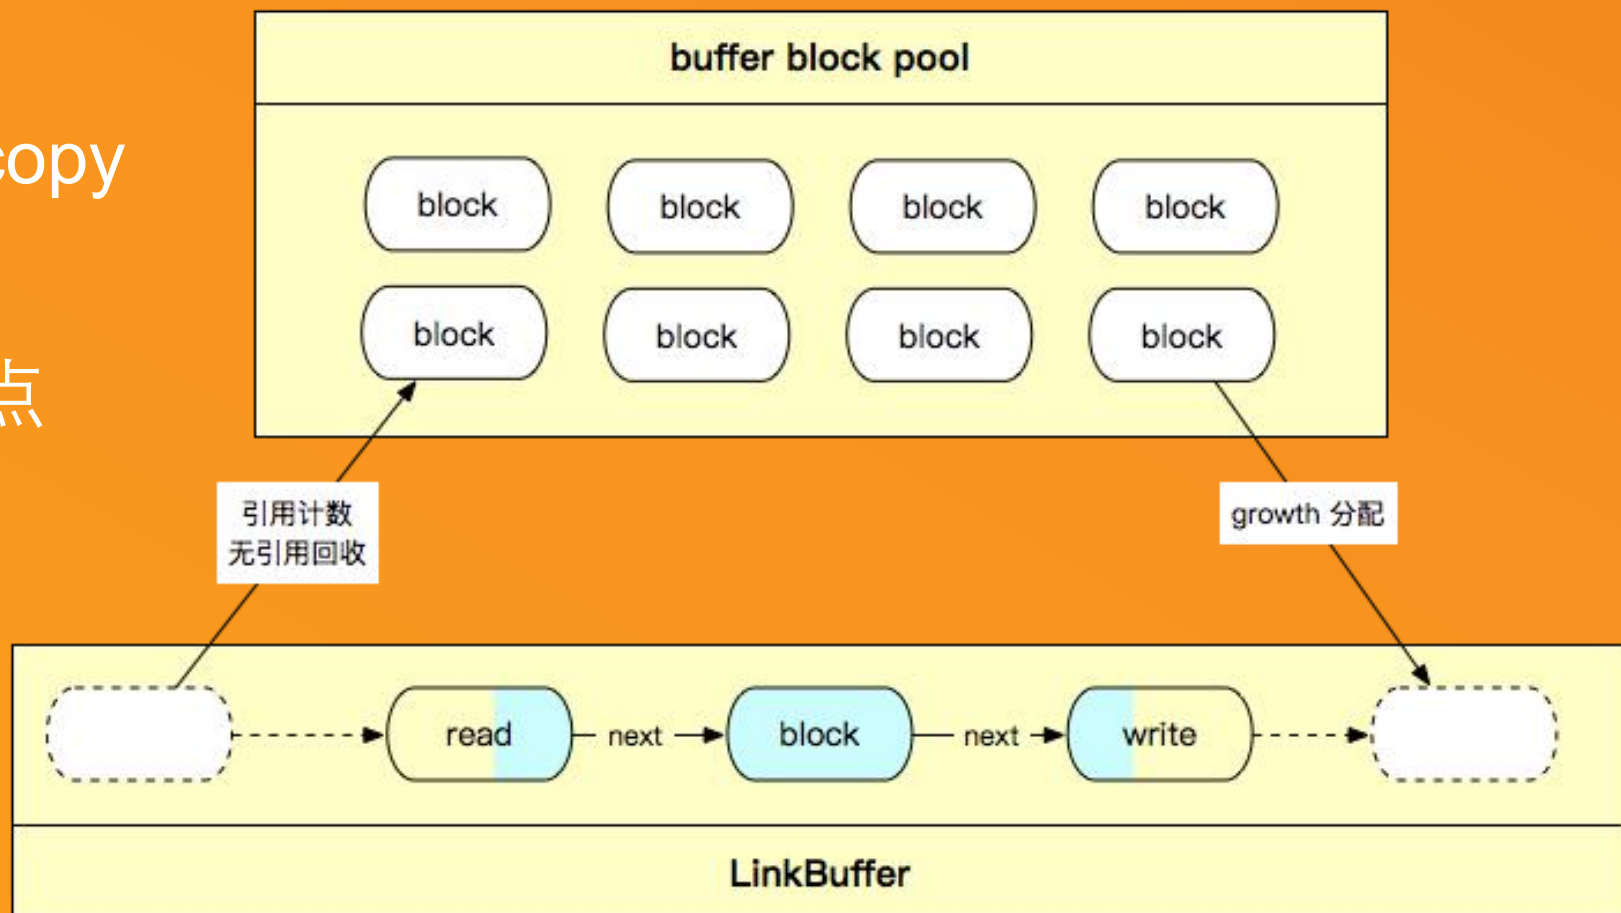 buffer block pool
copy
block
block
block
block
block
block
block
block
点
引用计数
无引用回收
growth 分配
read
next
block
next
write
LinkBuffer